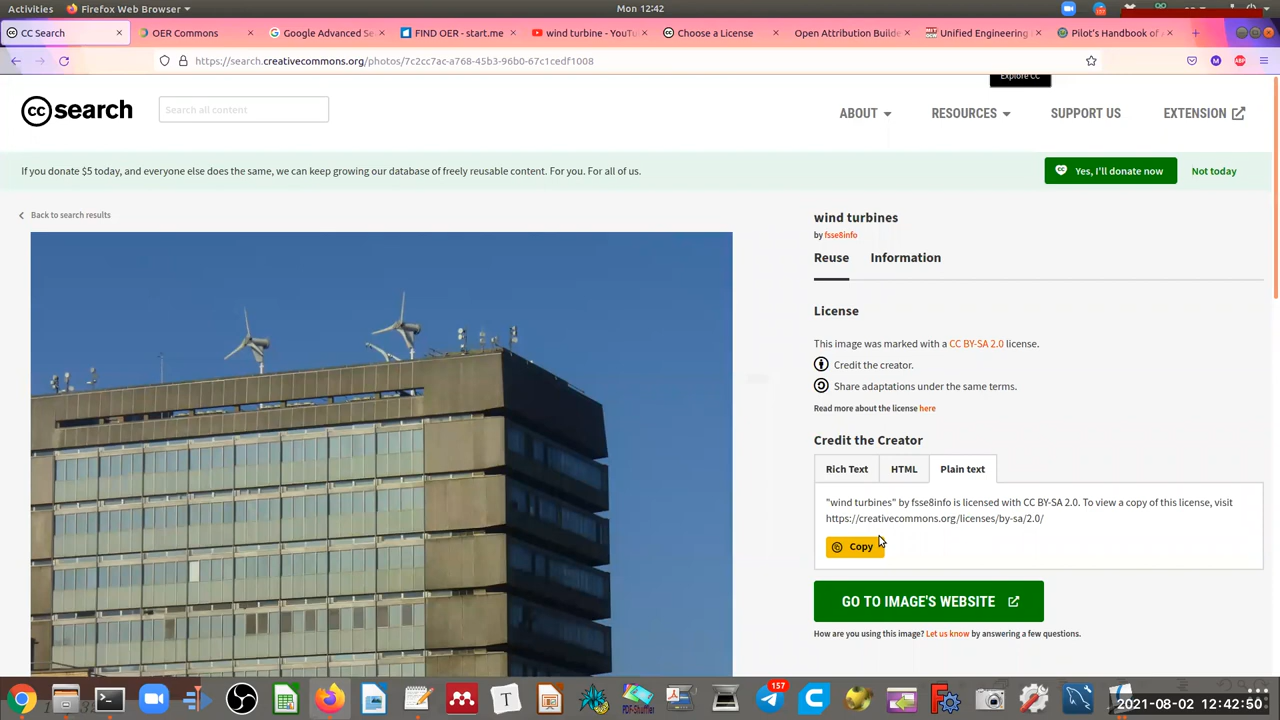 Activities Firefox Web Browser Mon 12:42
CC Search OER Commons Google Advanced Se FIND OER - start.me wind turbine - YouTu Choose a License Open Attribution Builde Unified Engineering Pilot's Handbook of A
https://search.creativecommons.org/photos/7c2cc7ac-a768-45b3-96b0-67c1cedf1008
Explore CC
cc search Search all content ABOUT RESOURCES SUPPORT US EXTENSION
If you donate $5 today, and everyone else does the same, we can keep growing our database of freely reusable content. For you. For all of us. Yes, I'll donate now Not today
Back to search results
wind turbines
by fsse8info
Reuse Information
License
This image was marked with a CC BY-SA 2.0 license.
Credit the creator.
Share adaptations under the same terms.
Read more about the license here
Credit the Creator
Rich Text HTML Plain text
"wind turbines" by fsse8info is licensed with CC BY-SA 2.0. To view a copy of this license, visit
https://creativecommons.org/licenses/by-sa/2.0/
Copy
GO TO IMAGE'S WEBSITE
How are you using this image? Let us know by answering a few questions.
157
2021-08-02 12:42:50